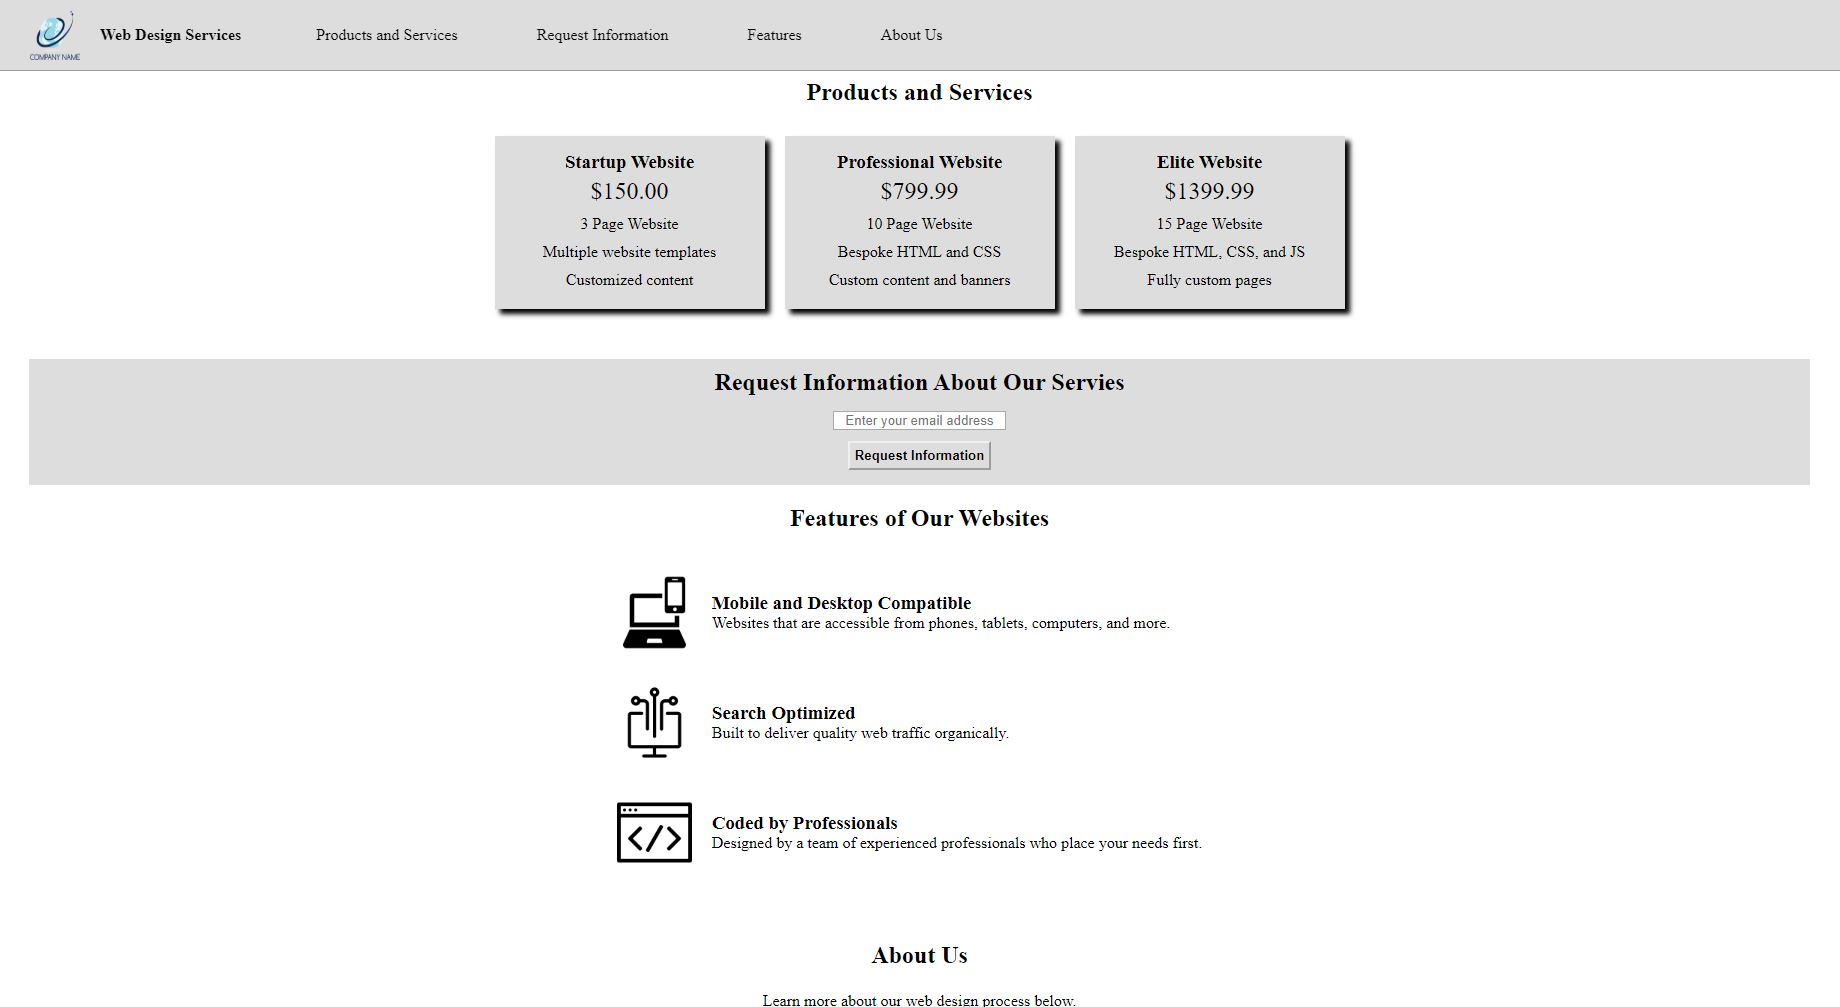 COMPANY NAME
Web Design Services
Products and Services
Request Information
Features
About Us
Products and Services
Startup Website
$150.00
3 Page Website
Multiple website templates
Customized content
Professional Website
$799.99
10 Page Website
Bespoke HTML and CSS
Custom content and banners
Elite Website
$1399.99
15 Page Website
Bespoke HTML, CSS, and JS
Fully custom pages
Request Information About Our Servies
Enter your email address
Request Information
Features of Our Websites
Mobile and Desktop Compatible
Websites that are accessible from phones, tablets, computers, and more.
Search Optimized
Built to deliver quality web traffic organically.
</>
Coded by Professionals
Designed by a team of experienced professionals who place your needs first.
About Us
Learn more about our web design process below.